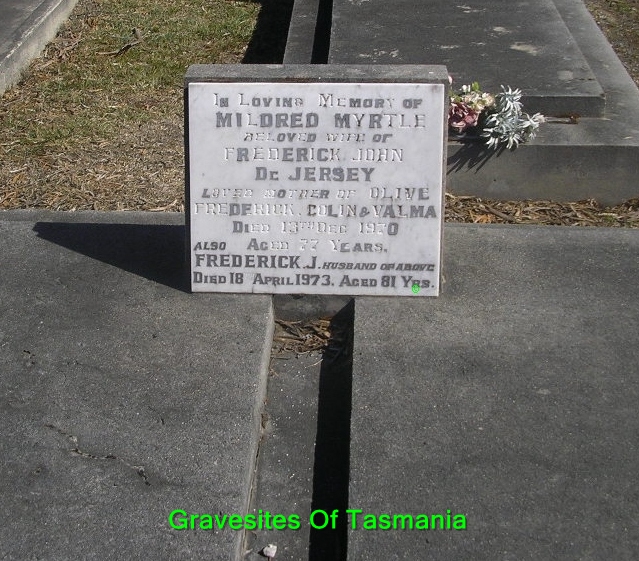 In Loving Memory of
MILDRED MYRTLE
BELOVED WIFE OF
FREDERICK JOHN
De JERSEY
LOVED MOTHER OF OLIVE
FREDERICK. COLIN & VALMA
Died 13th Dec 1970
Aged 77 Years.
ALSO
FREDERICK. J. HUSBAND OF ABOVE
Died 18 April 1973. Aged 81 Yrs.
Gravesites Of Tasmania